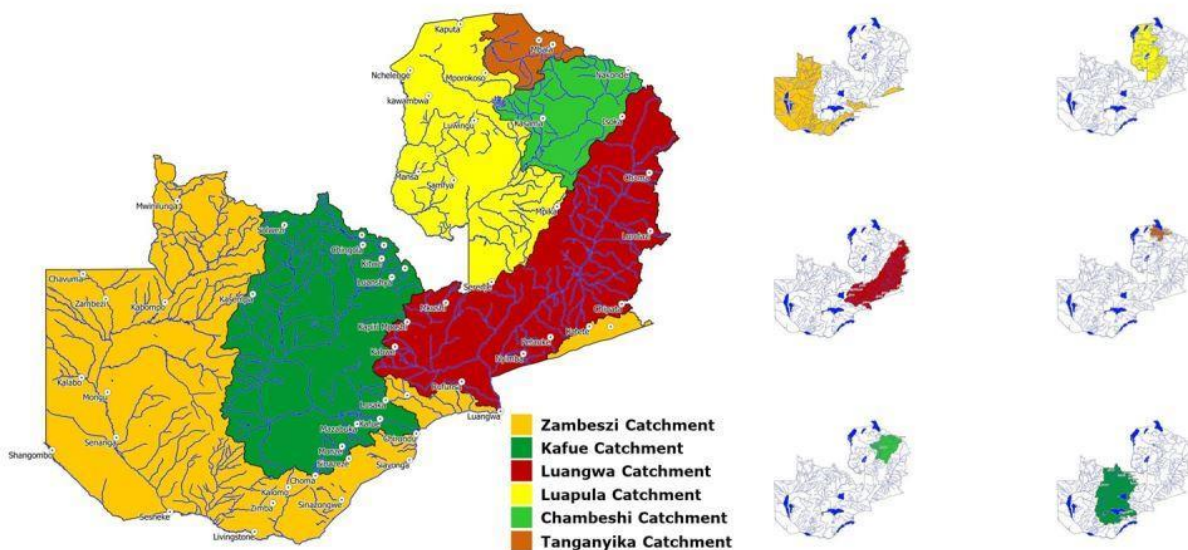 Kaputa
Mbala
Nchelenge
Mporokoso
Nakonde
kawambwa
Luwingu
Kasama
Isoka
Mansa
Samfya
Chama
Mwinilunga
Mpika
Solwezi
Lundazi
Chingola
Kitwe
Luanshya
Chavuma
Serenje
Zambezi
Kabompo
Kasempa
Mkushi
Chipata
Kapiri Mposhi
Katete
Petauke
Kabwe
Nyimba
Kalabo
Mongu
Rufunsa
Lusaka
Luangwa
Mazabuka
Kafue
Senanga
Chirundu
Shangombo
Monze
Sinazeze
Siavonga
Choma
Kalomo
Zimba
Sinazongwe
Sesheke
Livingstone
Zambeszi Catchment
Kafue Catchment
Luangwa Catchment
Luapula Catchment
Chambeshi Catchment
Tanganyika Catchment